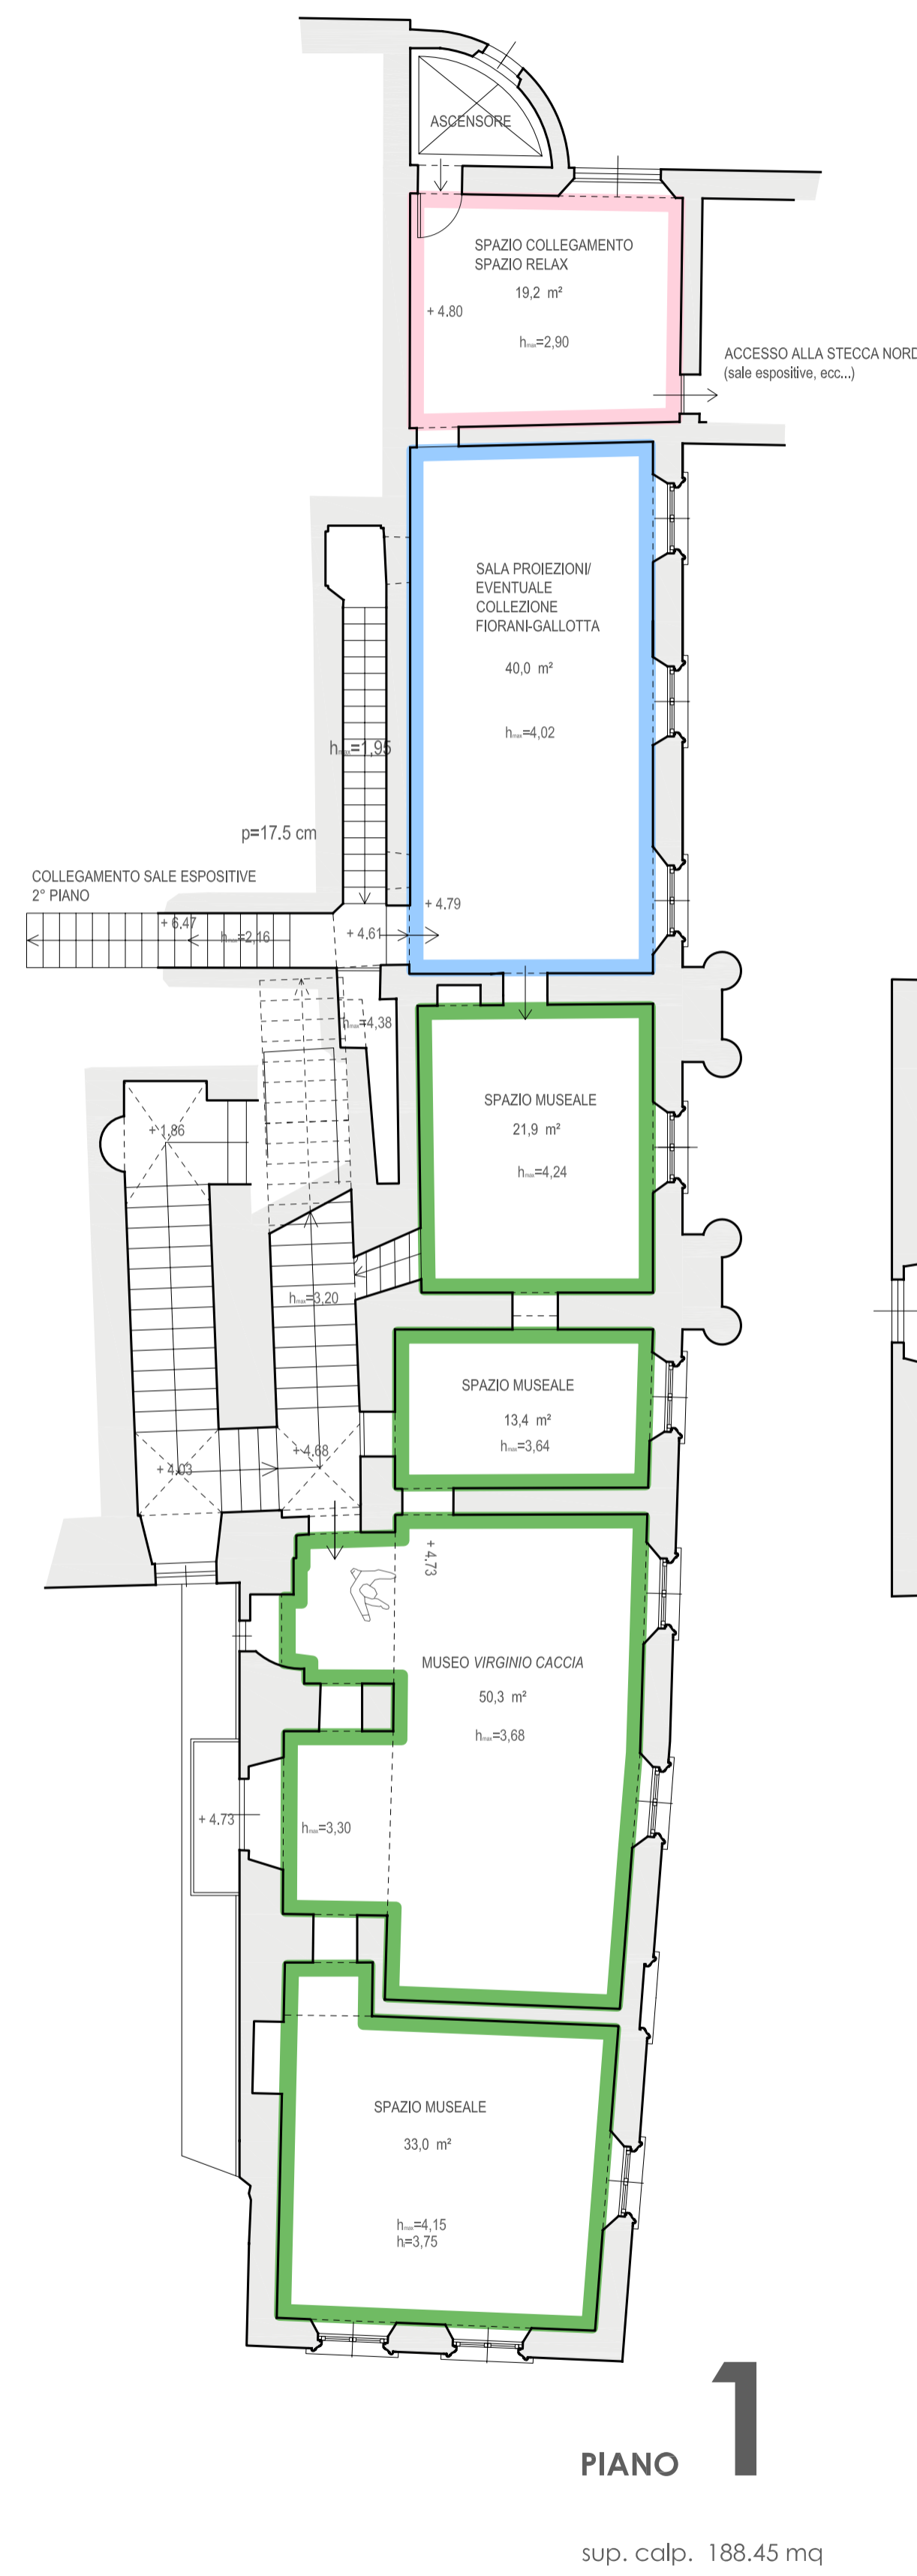 ASCENSORE
SPAZIO COLLEGAMENTO
SPAZIO RELAX
19,2 m²
+ 4.80
hmax=2,90
ACCESSO ALLA STECCA NORD
(sale espositive, ecc...)
SALA PROIEZIONI/
EVENTUALE
COLLEZIONE
FIORANI-GALLOTTA
40,0 m²
hmax=4,02
hmax=1,95
p=17.5 cm
COLLEGAMENTO SALE ESPOSITIVE
2° PIANO
+ 4.79
+ 6.47
hmax=2,16
+ 4.61
hmax=4,38
SPAZIO MUSEALE
21,9 m²
hmax=4,24
+ 1.86
hmax=3,20
SPAZIO MUSEALE
13,4 m²
hmax=3,64
+ 4.68
+ 4.03
+ 4.73
MUSEO VIRGINIO CACCIA
50,3 m²
hmax=3,68
+ 4.73
hmax=3,30
SPAZIO MUSEALE
33,0 m²
hmax=4,15
h=3,75
PIANO 1
sup. calp. 188.45 mq